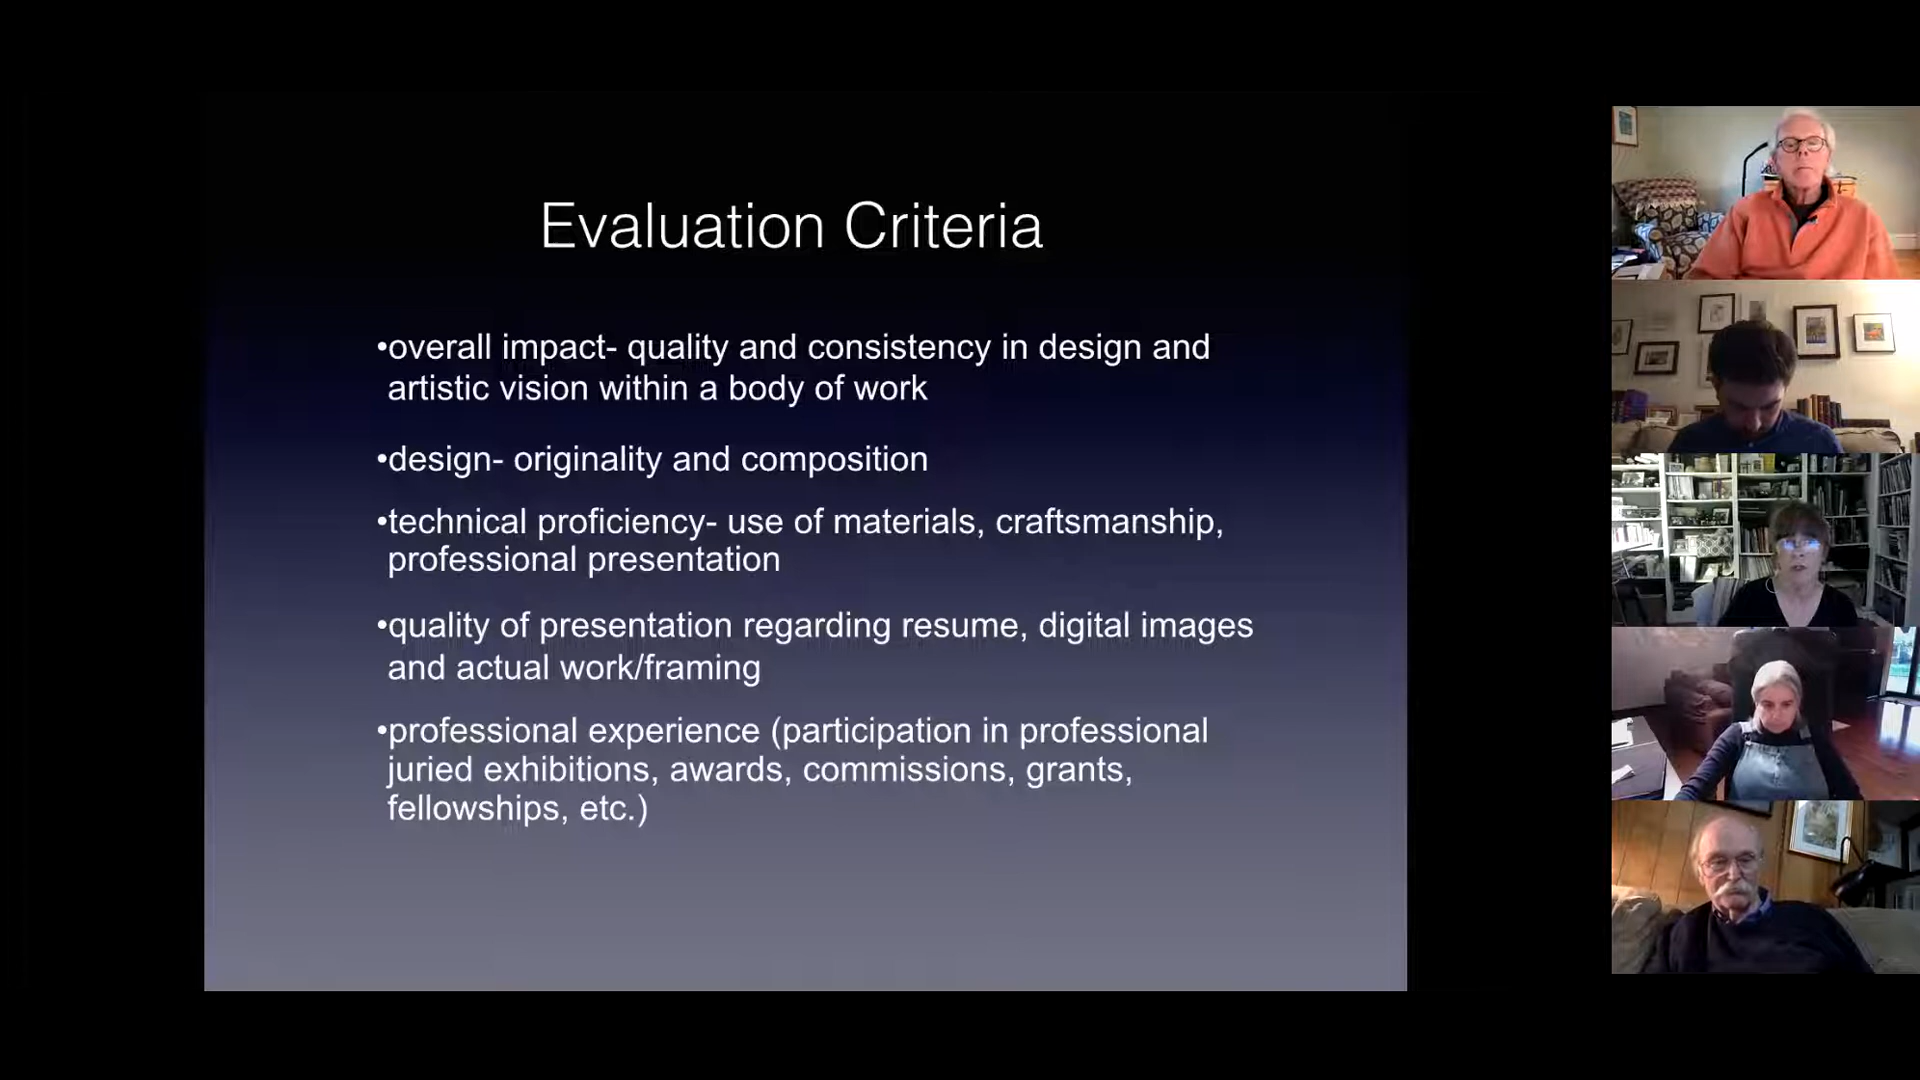 Evaluation Criteria
•overall impact- quality and consistency in design and
artistic vision within a body of work
•design- originality and composition
•technical proficiency- use of materials, craftsmanship,
professional presentation
•quality of presentation regarding resume, digital images
and actual work/framing
•professional experience (participation in professional
juried exhibitions, awards, commissions, grants,
fellowships, etc.)